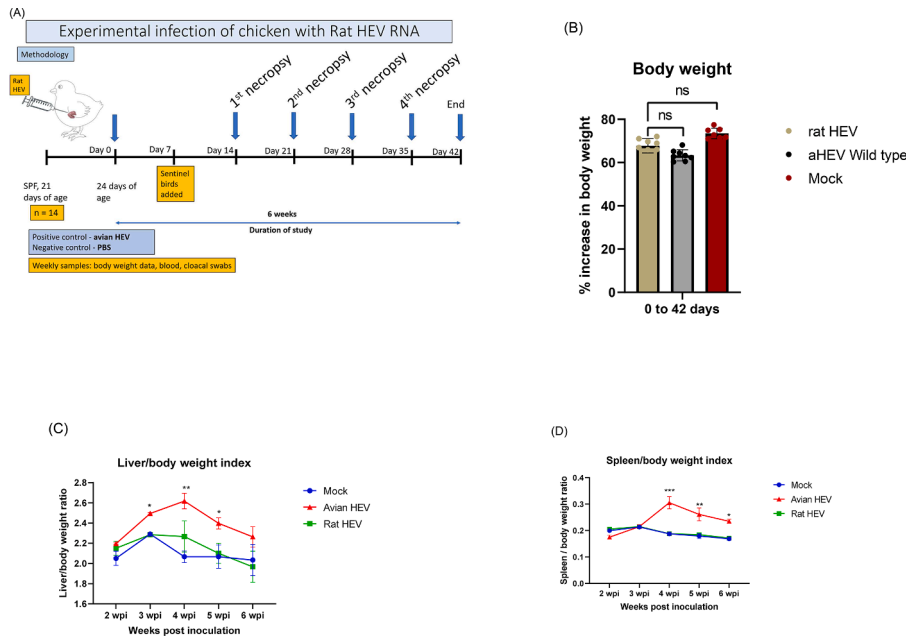 (A)
Experimental infection of chicken with Rat HEV RNA
Methodology
Rat
HEV
1st necropsy
2nd necropsy
3rd necropsy
4th necropsy
End
Day 0
Day 7
Day 14
Day 21
Day 28
Day 35
Day 42
SPF, 21
days of age
24 days of
age
Sentinel
birds
added
n = 14
6 weeks
Duration of study
Positive control - avian HEV
Negative control - PBS
Weekly samples: body weight data, blood, cloacal swabs
(B)
Body weight
ns
ns
% increase in body weight
80
60
40
20
0
0 to 42 days
rat HEV
aHEV Wild type
Mock
(C)
Liver/body weight index
Liver/body weight ratio
2.8
2.6
2.4
2.2
2.0
1.8
1.6
*
**
*
2 wpi
3 wpi
4 wpi
5 wpi
6 wpi
Weeks post inoculation
Mock
Avian HEV
Rat HEV
(D)
Spleen/body weight index
Spleen / body weight ratio
0.4
0.3
0.2
0.1
0.0
***
**
*
2 wpi
3 wpi
4 wpi
5 wpi
6 wpi
Weeks post inoculation
Mock
Avian HEV
Rat HEV